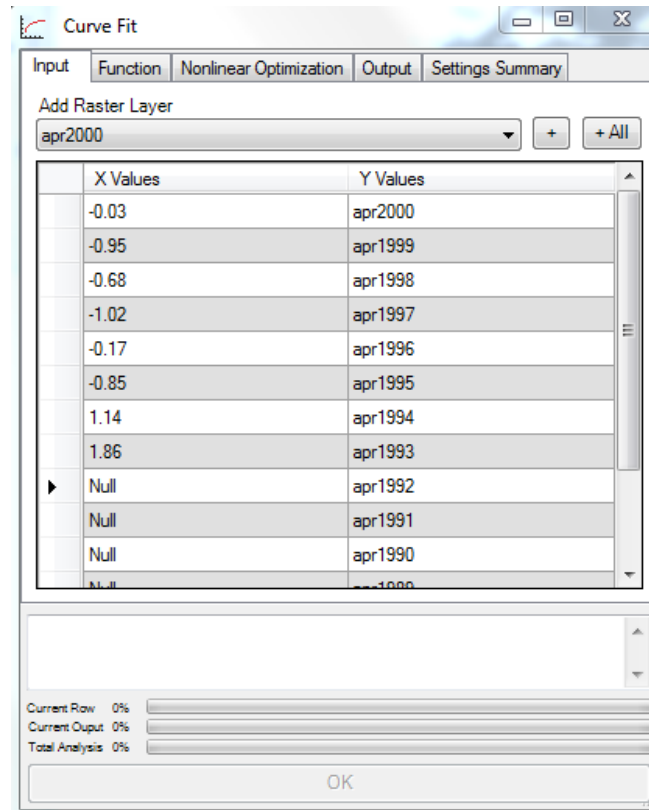 Curve Fit
Input Function Nonlinear Optimization Output Settings Summary
Add Raster Layer
apr2000 + + All
X Values Y Values
-0.03 apr2000
-0.95 apr1999
-0.68 apr1998
-1.02 apr1997
-0.17 apr1996
-0.85 apr1995
1.14 apr1994
1.86 apr1993
Null apr1992
Null apr1991
Null apr1990
Null apr1989
Current Row 0%
Current Ouput 0%
Total Analysis 0%
OK